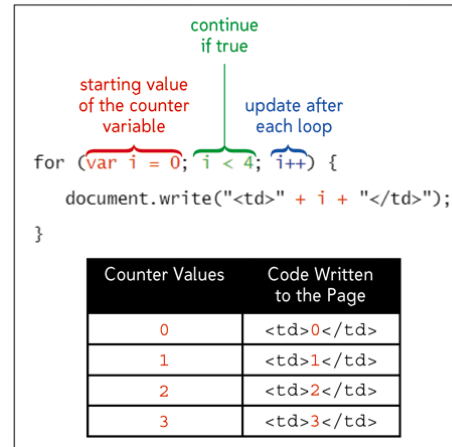 continue
if true
starting value
of the counter
variable
update after
each loop
for (var i = 0; i < 4; i++) {
document.write("<td>" + i + "</td>");
}
Counter Values Code Written
to the Page
0 <td>0</td>
1 <td>1</td>
2 <td>2</td>
3 <td>3</td>